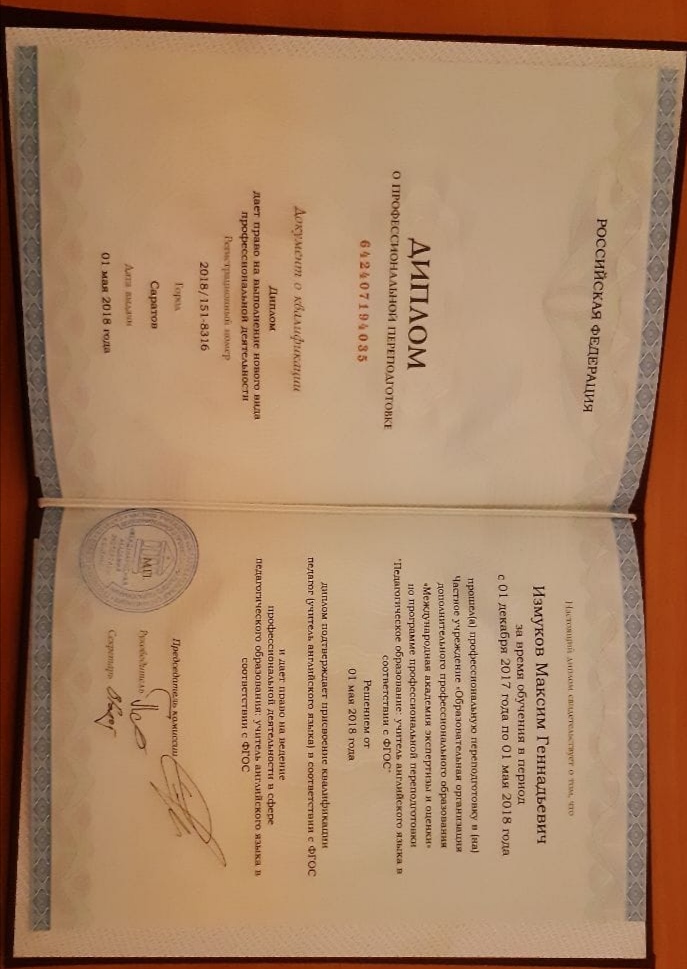 РОССИЙСКАЯ ФЕДЕРАЦИЯ
ДИПЛОМ
О ПРОФЕССИОНАЛЬНОЙ ПЕРЕПОДГОТОВКЕ
642407194035
Документ о квалификации
Диплом
дает право на выполнение нового вида
профессиональной деятельности
Регистрационный номер
2018/151-8316
Город
Саратов
Дата выдачи
01 мая 2018 года
Настоящий диплом свидетельствует о том, что
Измуков Максим Геннадьевич
за время обучения в период
с 01 декабря 2017 года по 01 мая 2018 года
прошел(а) профессиональную переподготовку в (на)
Частное учреждение «Образовательная организация
дополнительного профессионального образования
«Международная академия экспертизы и оценки»
по программе профессиональной переподготовки
"Педагогическое образование: учитель английского языка в
соответствии с ФГОС"
Решением от
01 мая 2018 года
диплом подтверждает присвоение квалификации
педагог (учитель английского языка) в соответствии с ФГОС
и дает право на ведение
профессиональной деятельности в сфере
педагогического образования: учитель английского языка в
соответствии с ФГОС
Председатель комиссии
Руководитель
М.П.
Секретарь